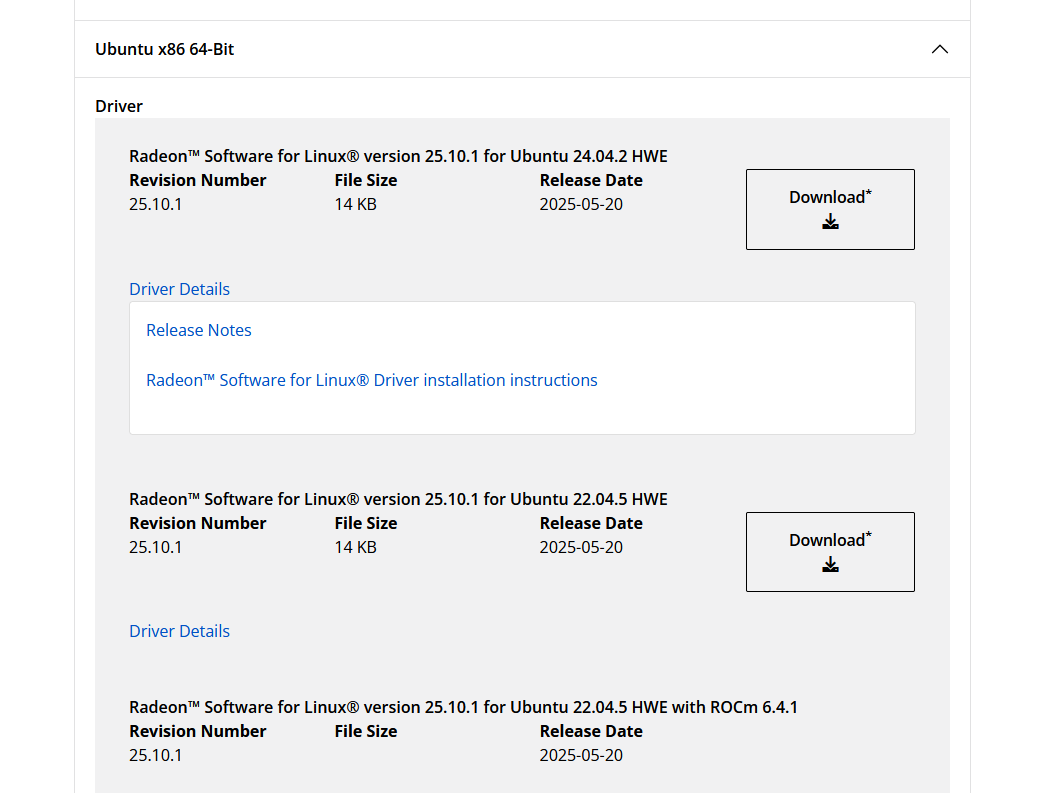 Ubuntu x86 64-Bit
Driver
Radeon™ Software for Linux® version 25.10.1 for Ubuntu 24.04.2 HWE
Revision Number File Size Release Date
25.10.1 14 KB 2025-05-20
Download*
Driver Details
Release Notes
Radeon™ Software for Linux® Driver installation instructions
Radeon™ Software for Linux® version 25.10.1 for Ubuntu 22.04.5 HWE
Revision Number File Size Release Date
25.10.1 14 KB 2025-05-20
Download*
Driver Details
Radeon™ Software for Linux® version 25.10.1 for Ubuntu 22.04.5 HWE with ROCm 6.4.1
Revision Number File Size Release Date
25.10.1 2025-05-20